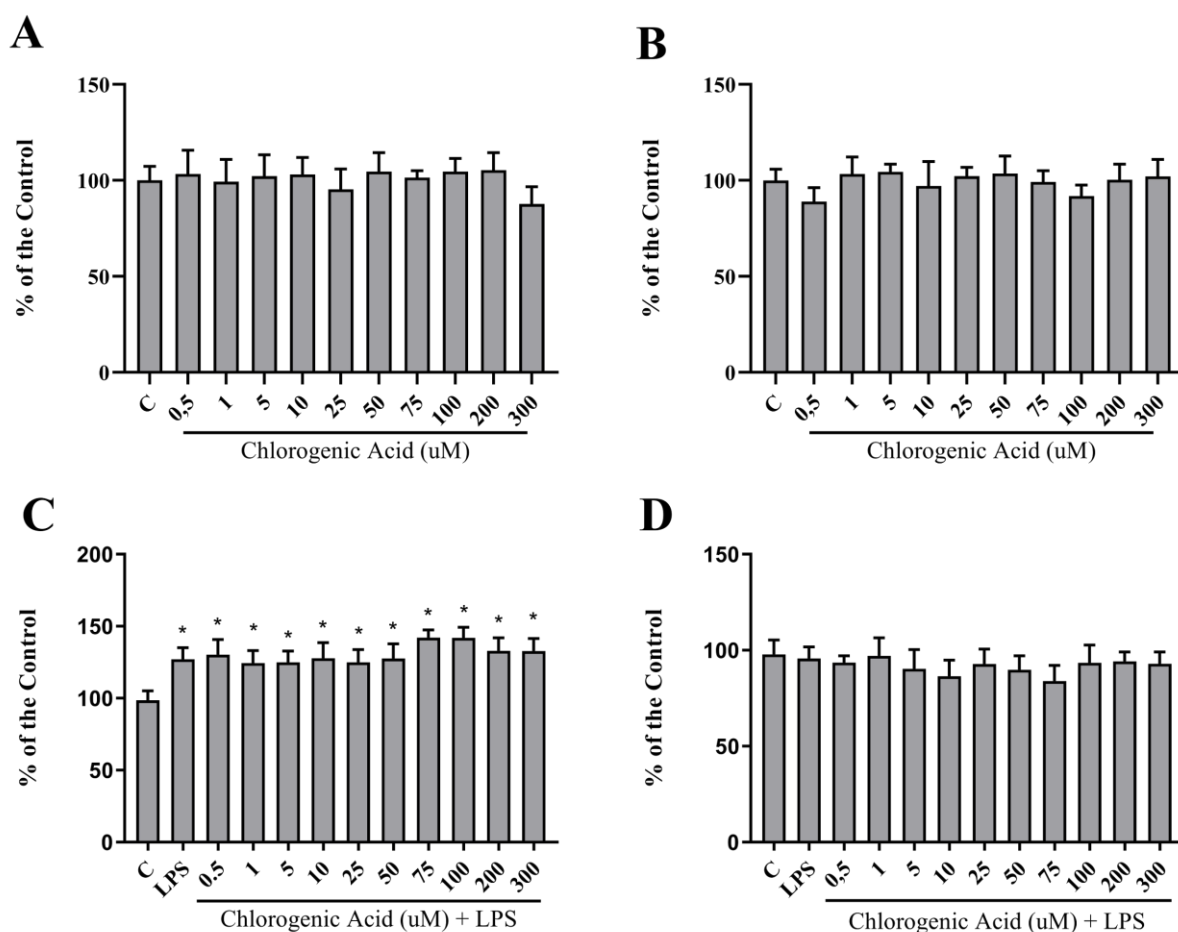 A
% of the Control
150
100
50
0
C 0,5 1 5 10 25 50 75 100 200 300
Chlorogenic Acid (uM)
B
% of the Control
150
100
50
0
C 0,5 1 5 10 25 50 75 100 200 300
Chlorogenic Acid (uM)
C
% of the Control
200
150
100
50
0
* * * * * * * * * * *
C LPS 0.5 1 5 10 25 50 75 100 200 300
Chlorogenic Acid (uM) + LPS
D
% of the Control
150
100
50
0
C LPS 0,5 1 5 10 25 50 75 100 200 300
Chlorogenic Acid (uM) + LPS